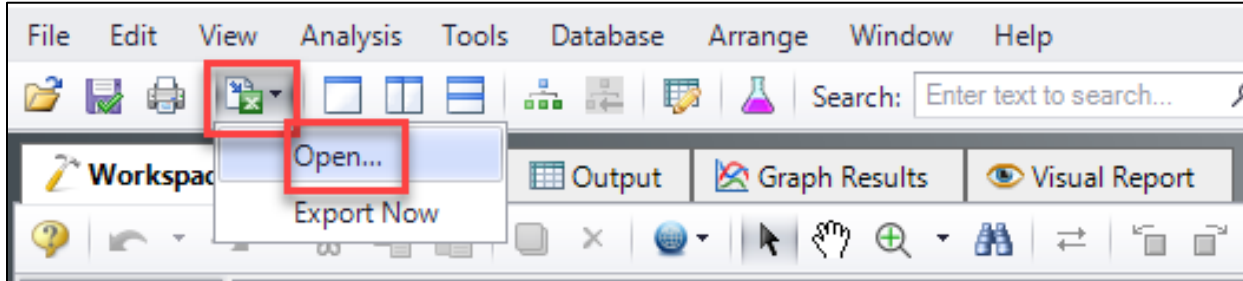 File Edit View Analysis Tools Database Arrange Window Help
Search: Enter text to search...
Open...
Workspac Output Graph Results Visual Report
Export Now